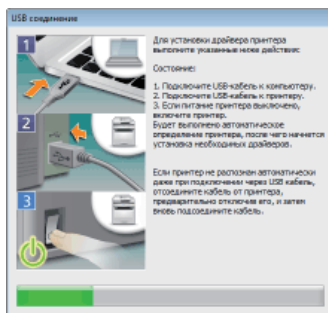 USB соединение
1
Для установки драйвера принтера
выполните указанные ниже действия:
Состояние:
1. Подключите USB-кабель к компьютеру.
2. Подключите USB-кабель к принтеру.
3. Если питание принтера выключено,
включите принтер.
Будет выполнено автоматическое
определение принтера, после чего начнется
установка необходимых драйверов.
2
Если принтер не распознан автоматически
даже при подключении через USB кабель,
отсоедините кабель от принтера,
предварительно отключив его, и затем
вновь подсоедините кабель.
3